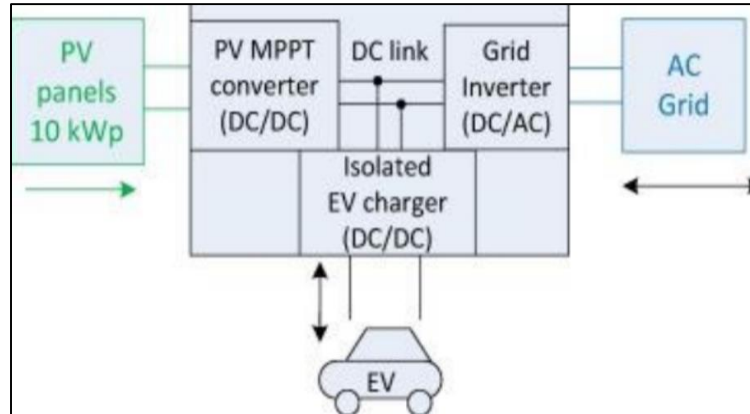 PV
panels
10 kWp
PV MPPT
converter
(DC/DC)
DC link
Grid
Inverter
(DC/AC)
AC
Grid
Isolated
EV charger
(DC/DC)
EV